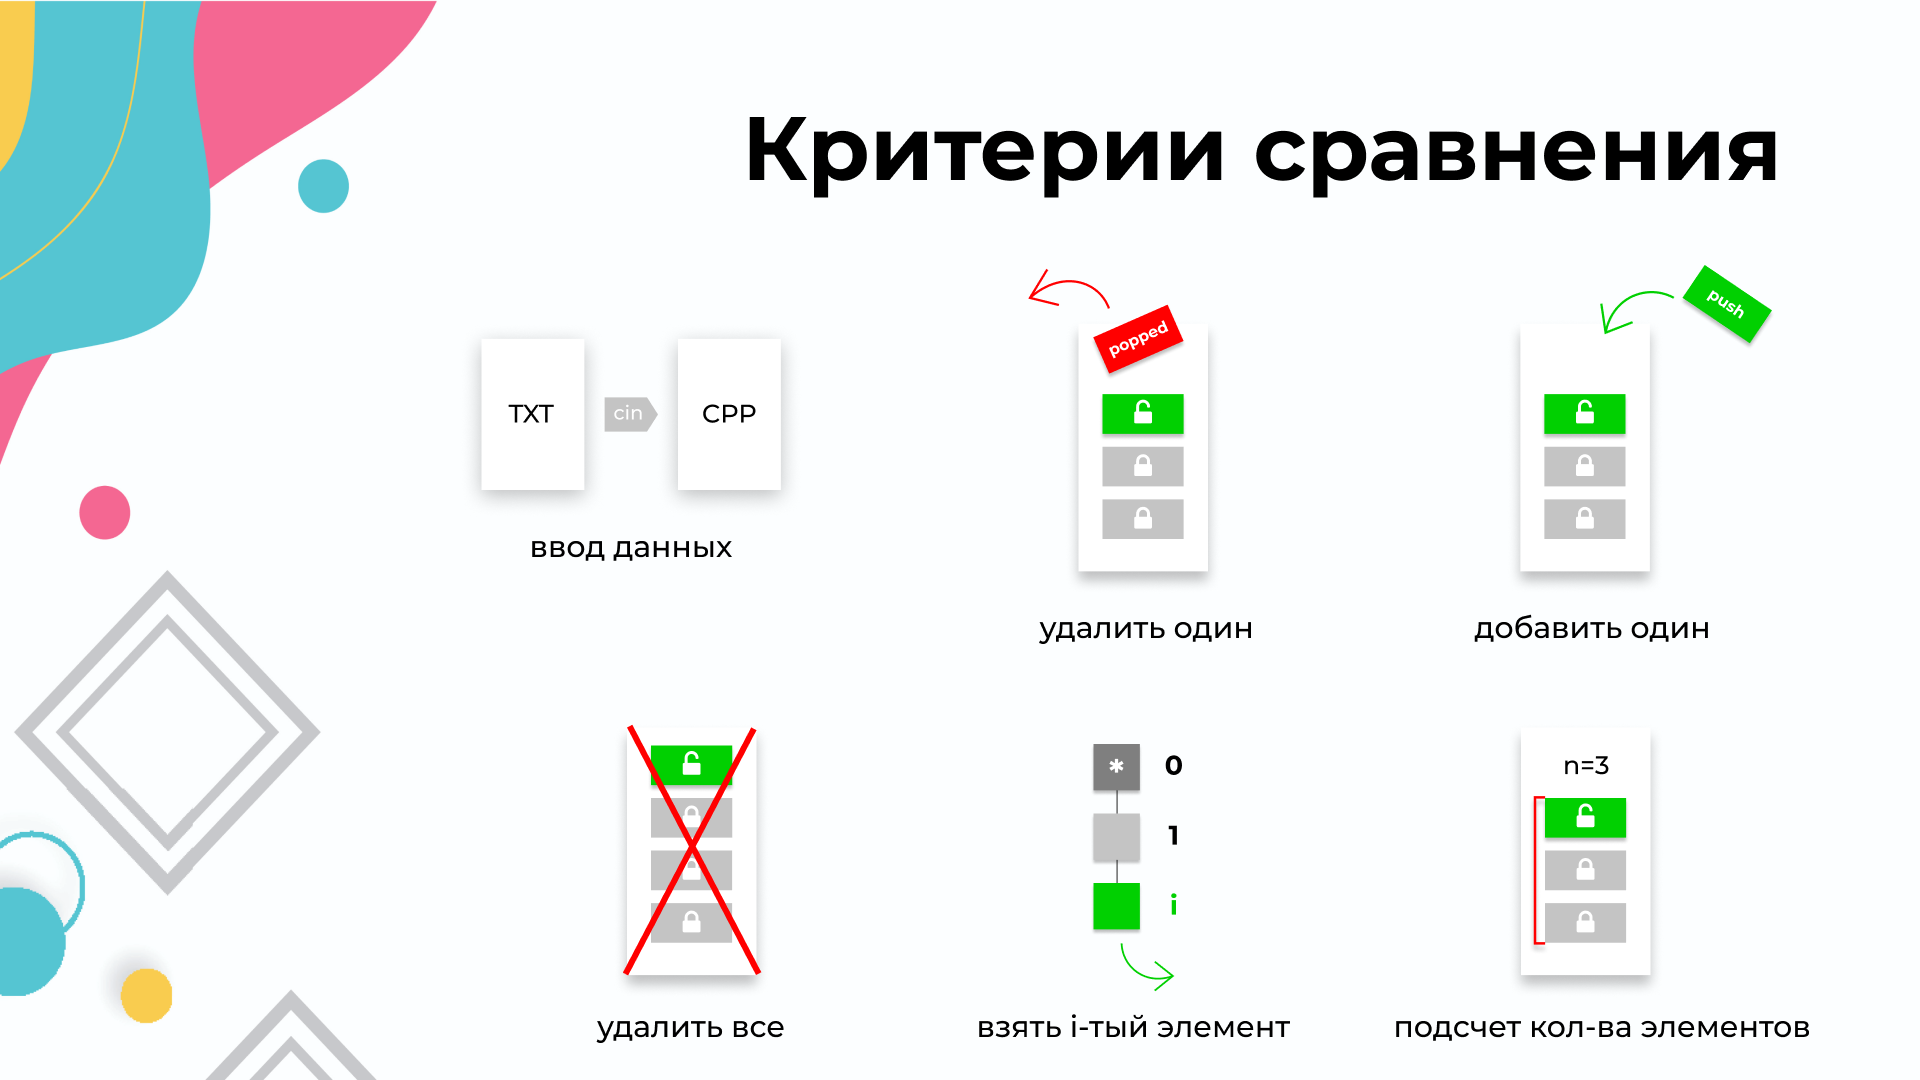 Критерии сравнения
TXT
cin
CPP
ввод данных
popped
удалить один
push
добавить один
удалить все
*
0
1
i
взять i-тый элемент
n=3
подсчет кол-ва элементов